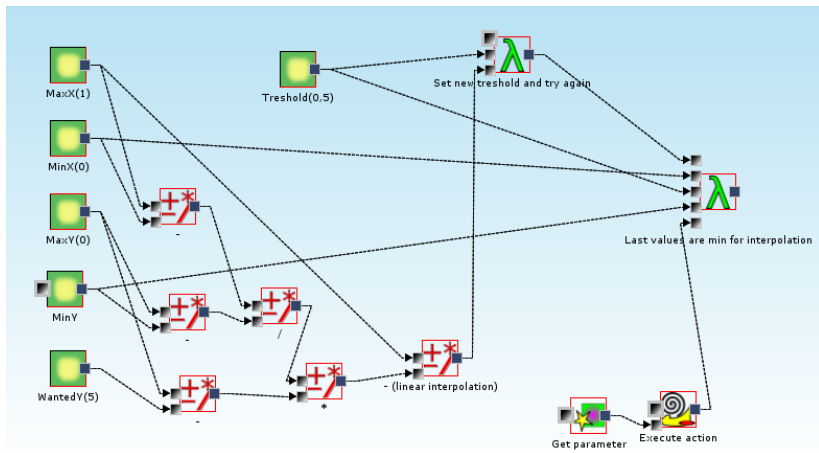 MaxX(1)
Treshold(0,5)
Set new treshold and try again
MinX(0)
-
MaxY(0)
Last values are min for interpolation
MinY
-
/
WantedY(5)
-
*
- (linear interpolation)
Get parameter
Execute action